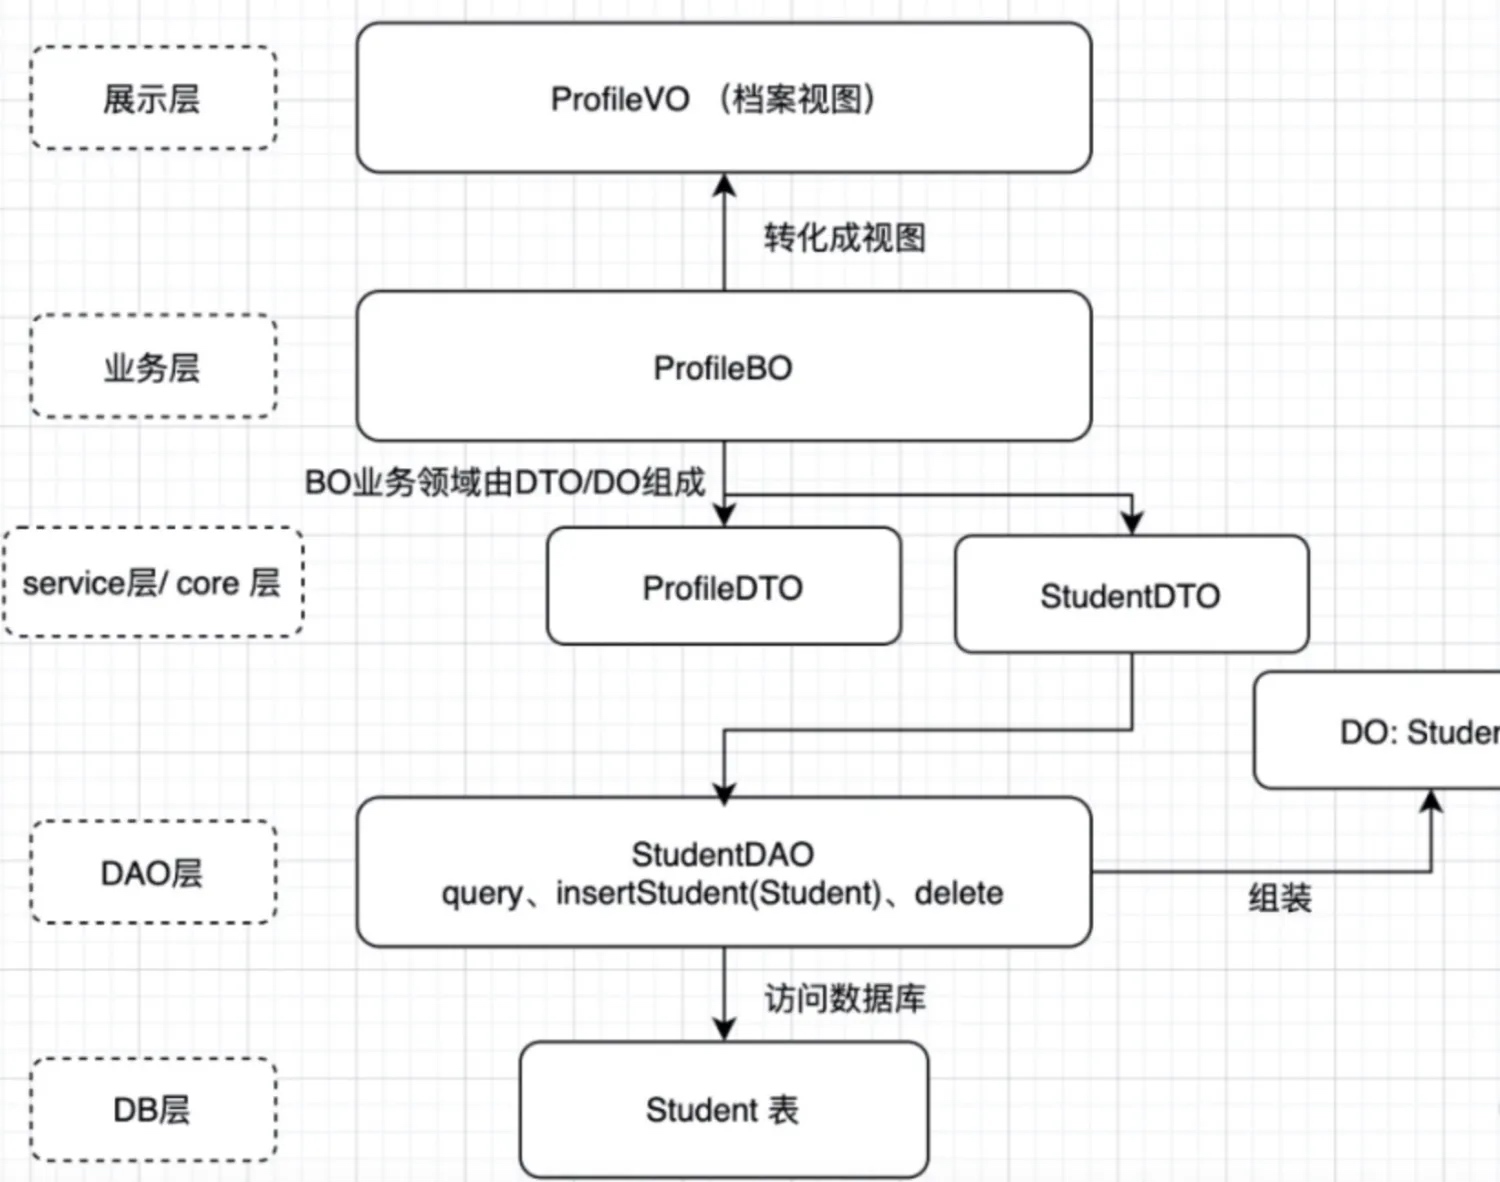 展示层
ProfileVO （档案视图）
转化成视图
业务层
ProfileBO
BO业务领域由DTO/DO组成
service层/ core 层
ProfileDTO
StudentDTO
DO:
DAO层
StudentDAO
query、insertStudent(Student)、delete
组装
访问数据库
DB层
Student 表